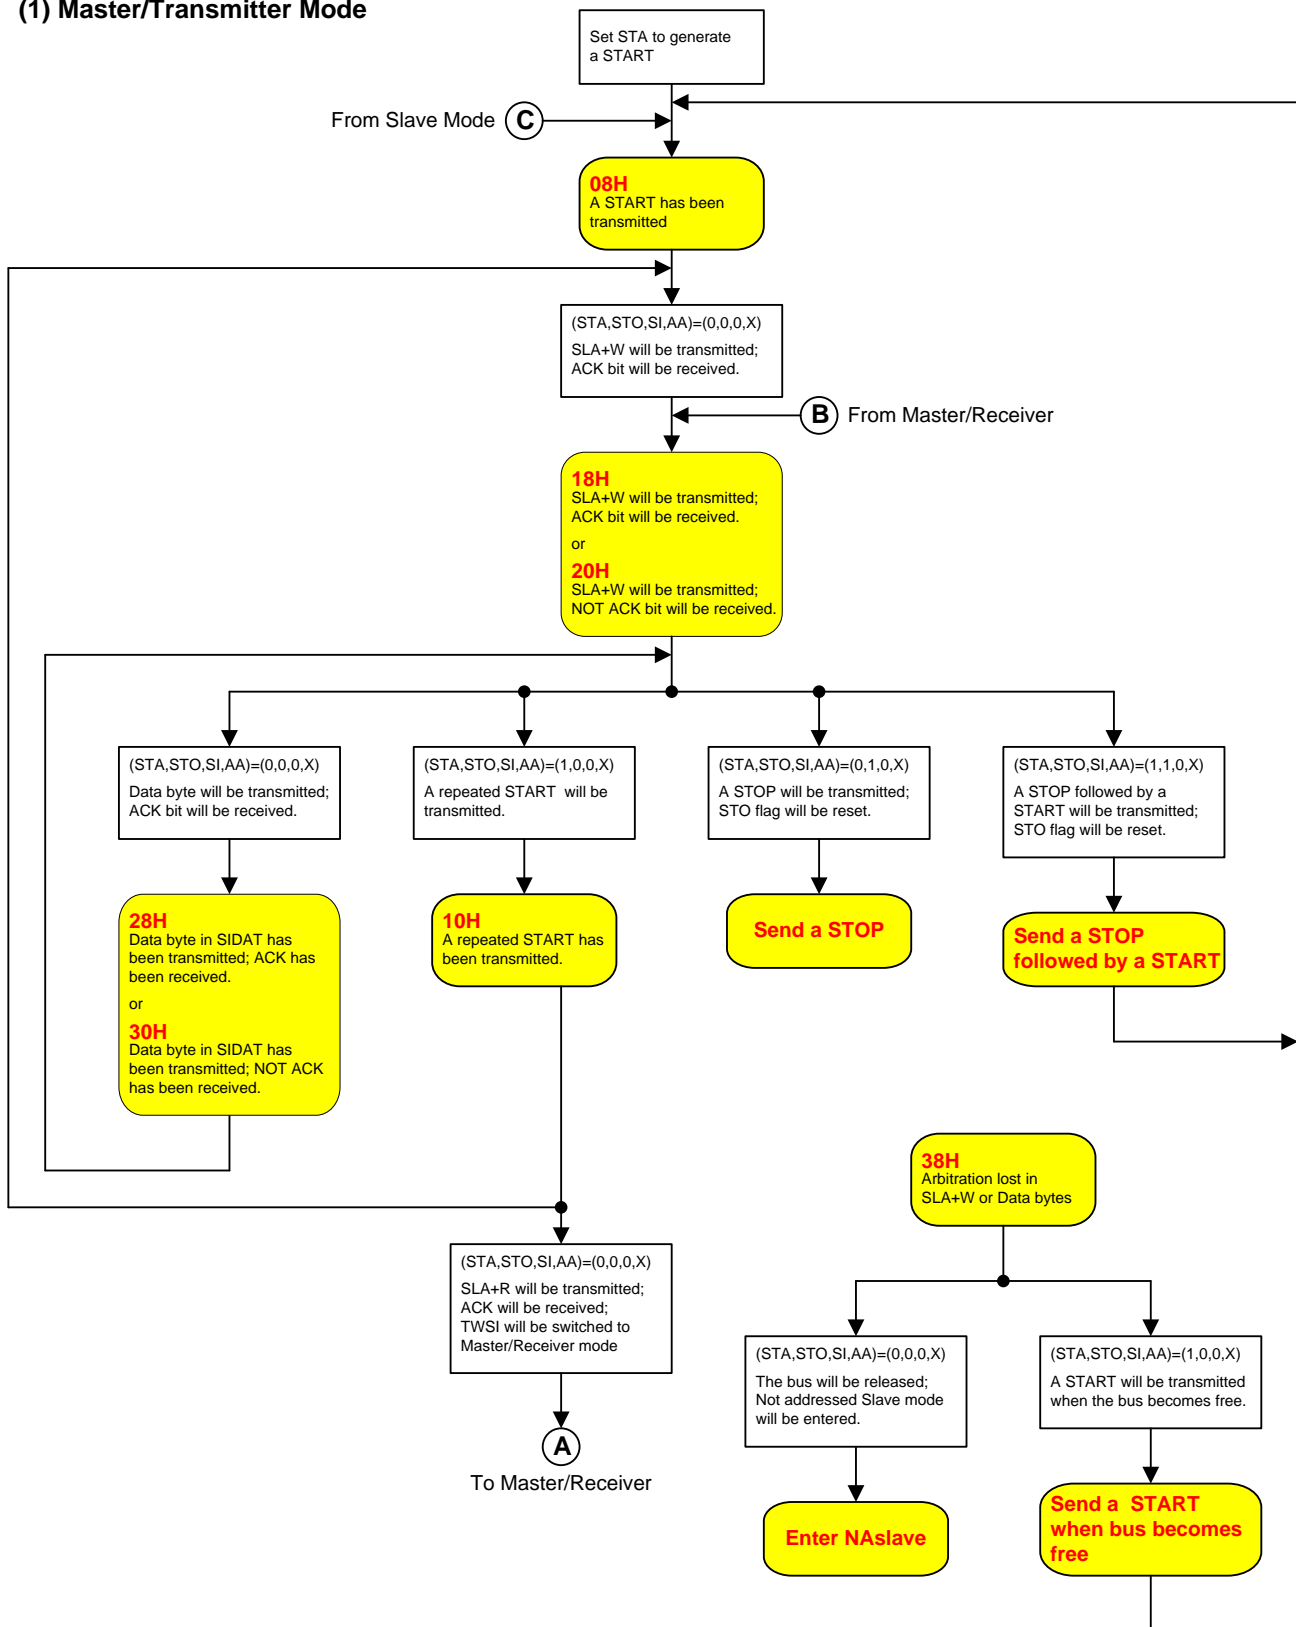 (1) Master/Transmitter Mode
Set STA to generate
a START
From Slave Mode
C
08H
A START has been
transmitted
(STA,STO,SI,AA)=(0,0,0,X)
SLA+W will be transmitted;
ACK bit will be received.
B
From Master/Receiver
18H
SLA+W will be transmitted;
ACK bit will be received.
or
20H
SLA+W will be transmitted;
NOT ACK bit will be received.
(STA,STO,SI,AA)=(0,0,0,X)
Data byte will be transmitted;
ACK bit will be received.
(STA,STO,SI,AA)=(1,0,0,X)
A repeated START will be
transmitted.
(STA,STO,SI,AA)=(0,1,0,X)
A STOP will be transmitted;
STO flag will be reset.
(STA,STO,SI,AA)=(1,1,0,X)
A STOP followed by a
START will be transmitted;
STO flag will be reset.
28H
Data byte in SIDAT has
been transmitted; ACK has
been received.
or
30H
Data byte in SIDAT has
been transmitted; NOT ACK
has been received.
10H
A repeated START has
been transmitted.
Send a STOP
Send a STOP
followed by a START
38H
Arbitration lost in
SLA+W or Data bytes
(STA,STO,SI,AA)=(0,0,0,X)
SLA+R will be transmitted;
ACK will be received;
TWSI will be switched to
Master/Receiver mode
A
To Master/Receiver
(STA,STO,SI,AA)=(0,0,0,X)
The bus will be released;
Not addressed Slave mode
will be entered.
(STA,STO,SI,AA)=(1,0,0,X)
A START will be transmitted
when the bus becomes free.
Enter NAslave
Send a START
when bus becomes
free